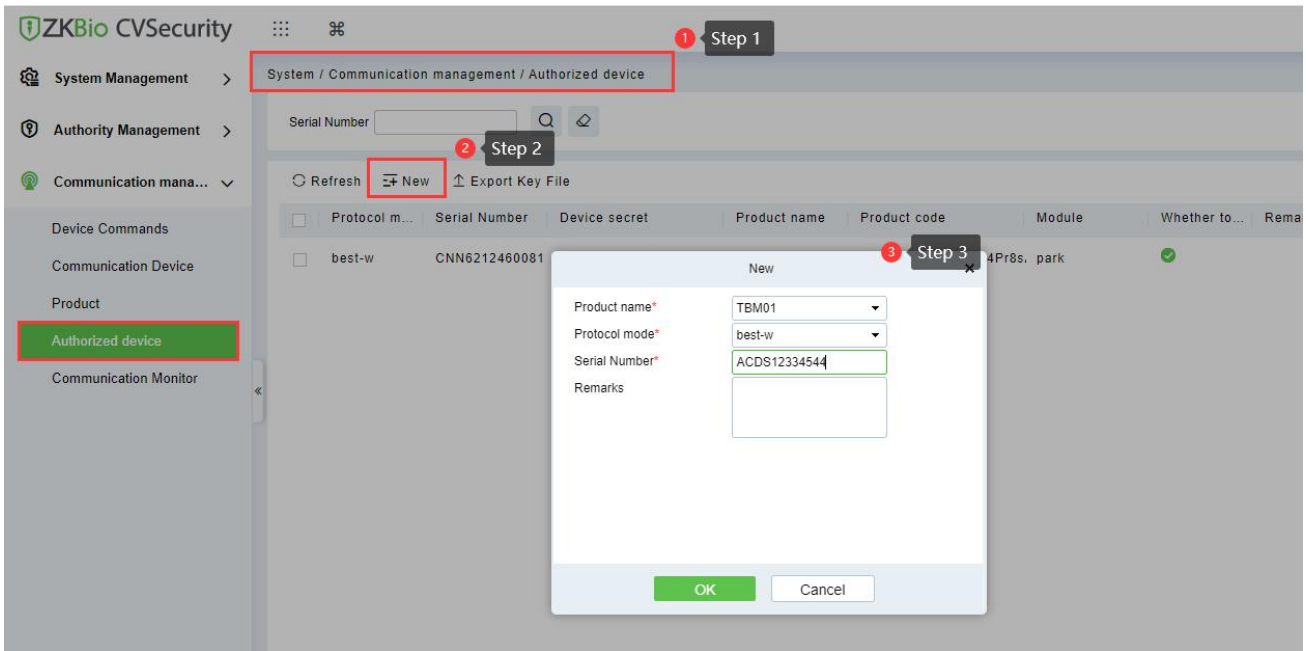 ZKBio CVSecurity
1 Step 1
System Management
System / Communication management / Authorized device
Authority Management
Serial Number
2 Step 2
Communication mana...
Refresh New Export Key File
Device Commands
Protocol m... Serial Number Device secret Product name Product code Module Whether to... Rema
Communication Device
best-w CNN6212460081 4Pr8s. park
3 Step 3
New
Product
Product name* TBM01
Authorized device
Protocol mode* best-w
Serial Number* ACDS12334544
Communication Monitor
Remarks
OK Cancel